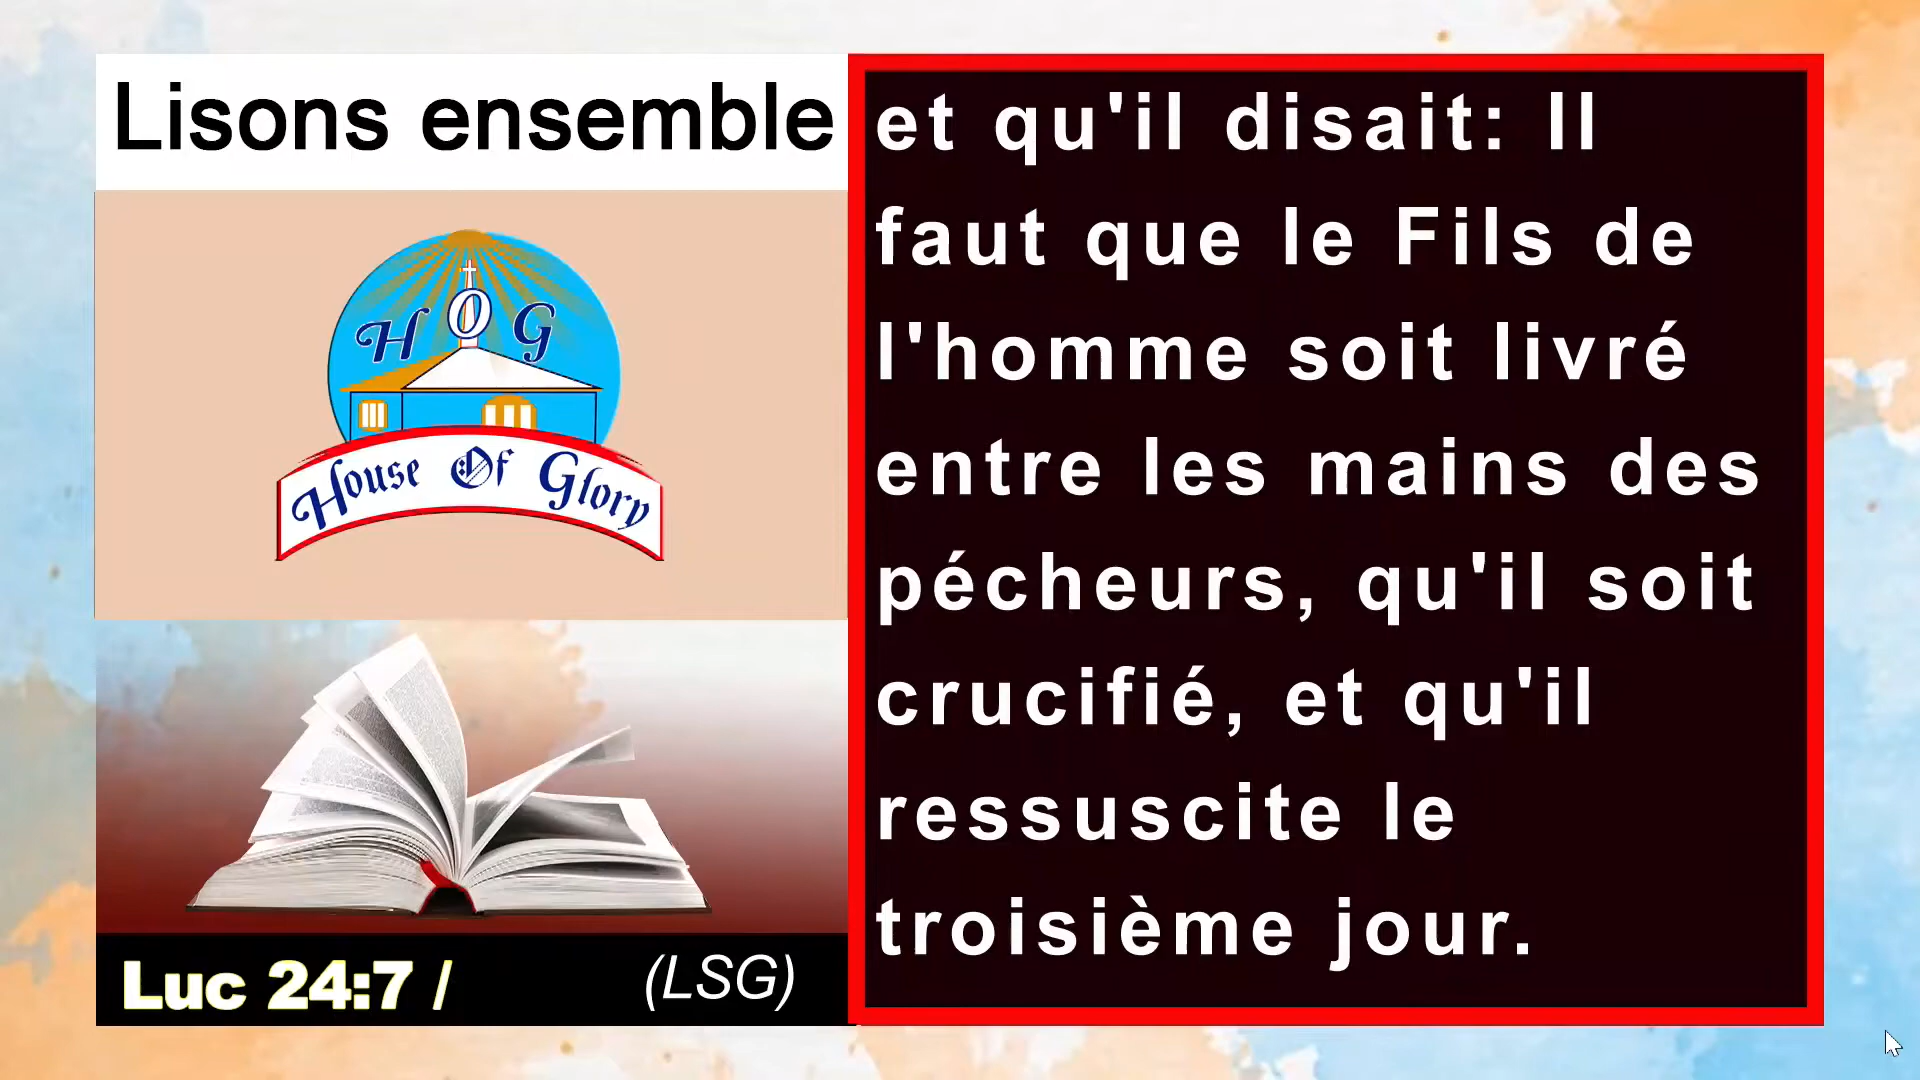 Lisons ensemble
H O G
House Of Glory
Luc 24:7 /
(LSG)
et qu'il disait: Il
faut que le Fils de
l'homme soit livré
entre les mains des
pécheurs, qu'il soit
crucifié, et qu'il
ressuscite le
troisième jour.